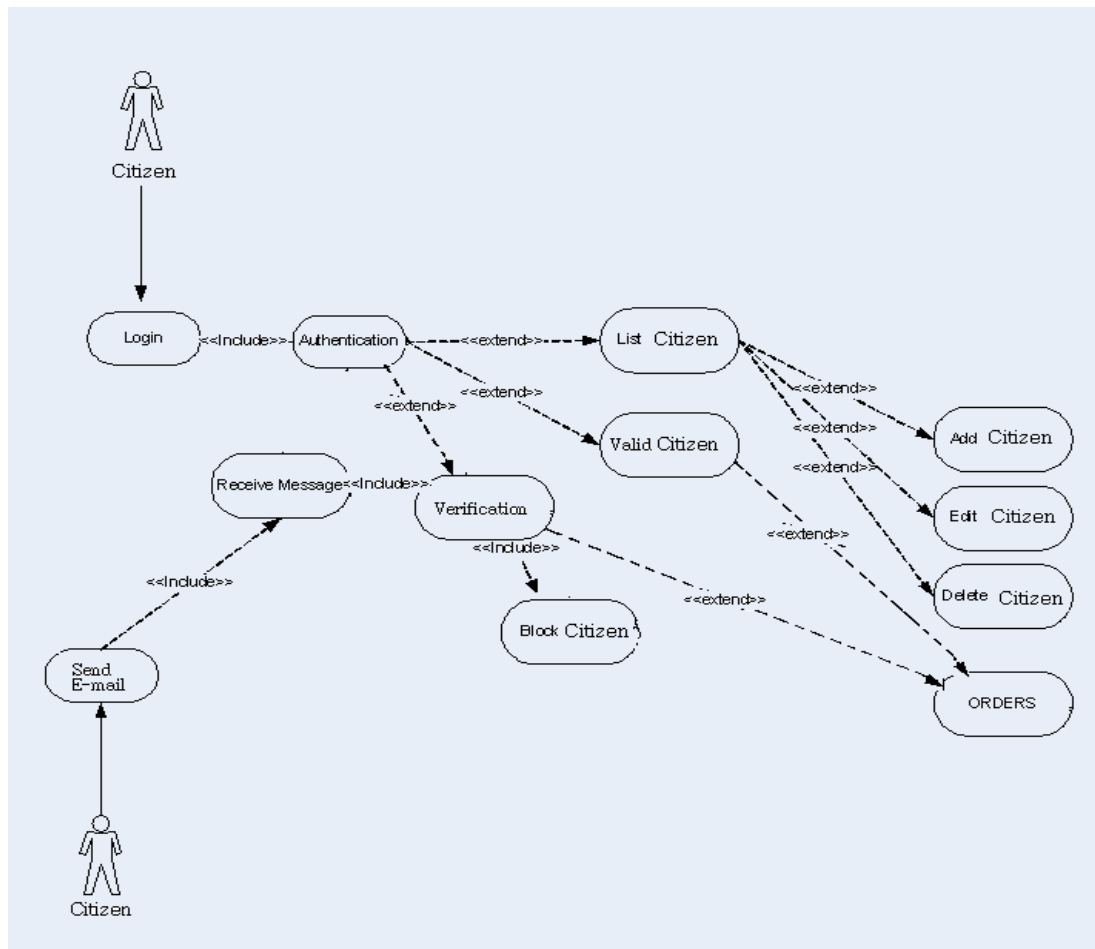 Citizen
Login
<<Include>>
Authentication
<<extend>>
List Citizen
<<extend>>
<<extend>>
<<extend>>
Valid Citizen
<<extend>>
Add Citizen
<<extend>>
<<extend>>
Receive Message
<<Include>>
Verification
Edit Citizen
<<Include>>
<<extend>>
<<Include>>
Delete Citizen
<<extend>>
Block Citizen
Send
E-mail
ORDERS
Citizen